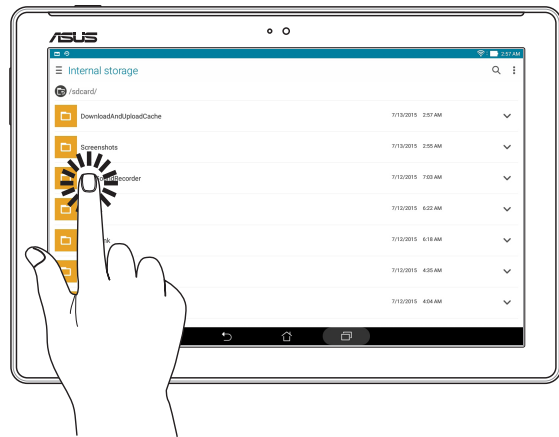 ASUS
2:57 AM
Internal storage
/sdcard/
DownloadAndUploadCache 7/13/2015 2:57 AM
Screenshots 7/13/2015 2:55 AM
7/12/2015 7:03 AM
7/12/2015 6:22 AM
7/12/2015 6:18 AM
7/12/2015 4:35 AM
7/12/2015 4:04 AM